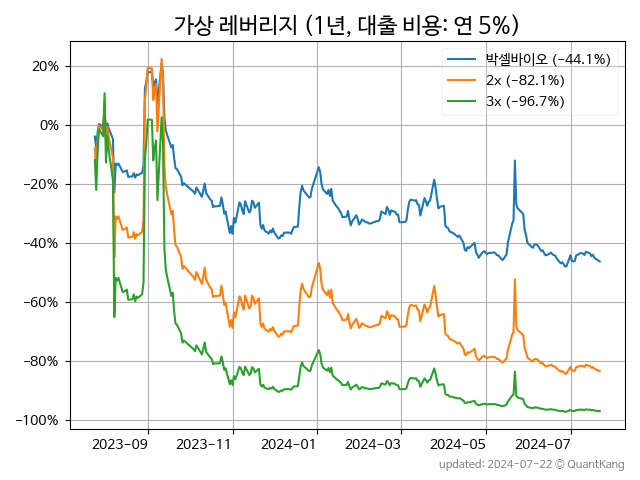 가상 레버리지 (1년, 대출 비용: 연 5%)
박셀바이오 (−44.1%)
2x (−82.1%)
3x (−96.7%)
20%
0%
−20%
−40%
−60%
−80%
−100%
2023-09 2023-11 2024-01 2024-03 2024-05 2024-07
updated: 2024-07-22 © QuantKang